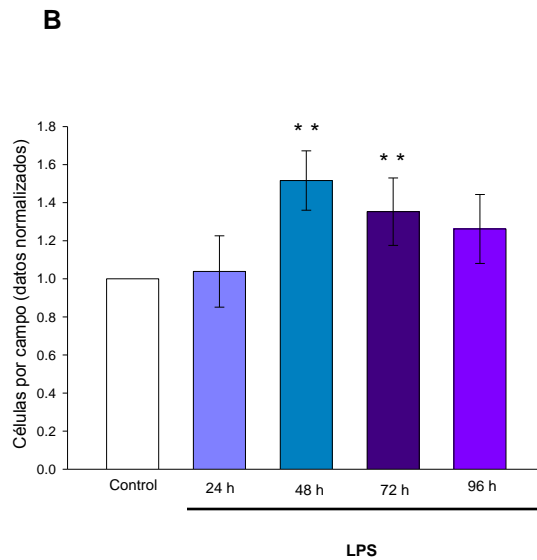 B
Células por campo (datos normalizados)
1.8
1.6
1.4
1.2
1.0
0.8
0.6
0.4
0.2
0.0
* *
* *
Control
24 h
48 h
72 h
96 h
LPS